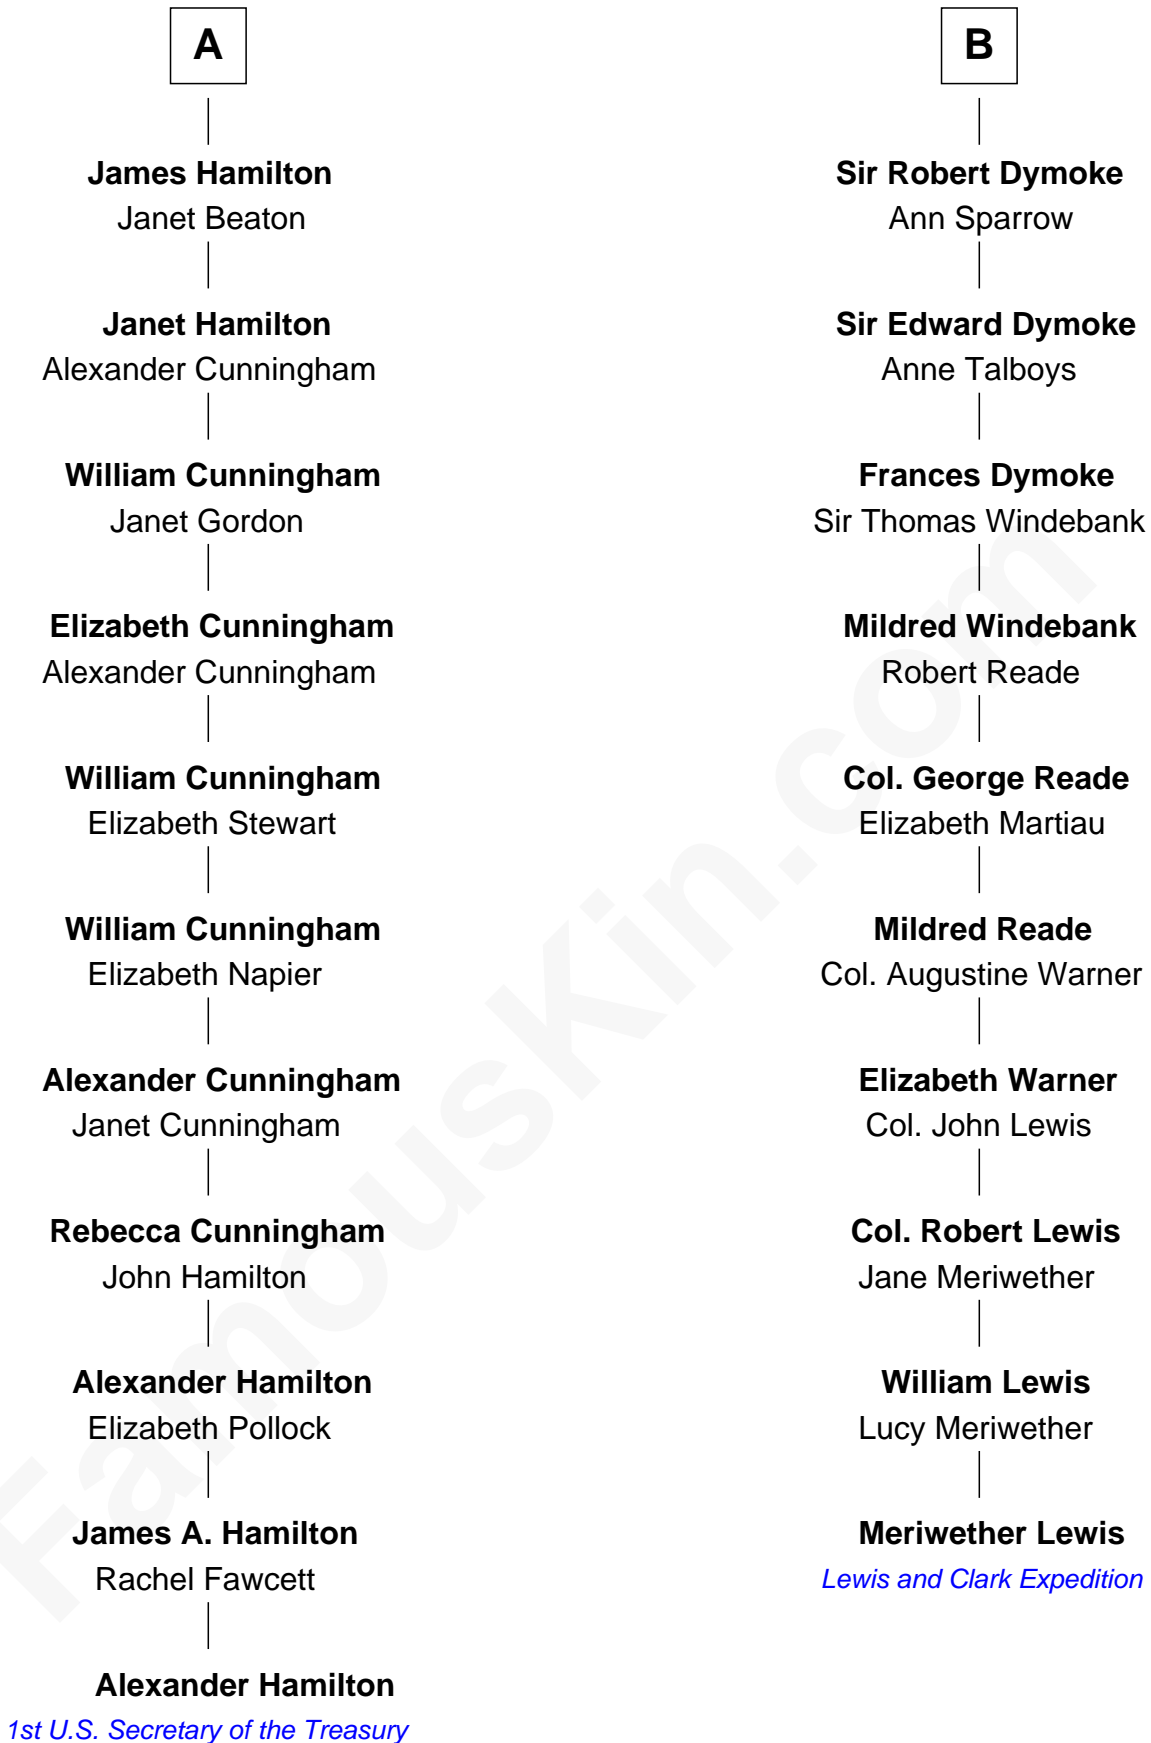 A
James Hamilton
Janet Beaton
Janet Hamilton
Alexander Cunningham
William Cunningham
Janet Gordon
Elizabeth Cunningham
Alexander Cunningham
William Cunningham
Elizabeth Stewart
William Cunningham
Elizabeth Napier
Alexander Cunningham
Janet Cunningham
Rebecca Cunningham
John Hamilton
Alexander Hamilton
Elizabeth Pollock
James A. Hamilton
Rachel Fawcett
Alexander Hamilton
1st U.S. Secretary of the Treasury
B
Sir Robert Dymoke
Ann Sparrow
Sir Edward Dymoke
Anne Talboys
Frances Dymoke
Sir Thomas Windebank
Mildred Windebank
Robert Reade
Col. George Reade
Elizabeth Martiau
Mildred Reade
Col. Augustine Warner
Elizabeth Warner
Col. John Lewis
Col. Robert Lewis
Jane Meriwether
William Lewis
Lucy Meriwether
Meriwether Lewis
Lewis and Clark Expedition
FamousKin.com